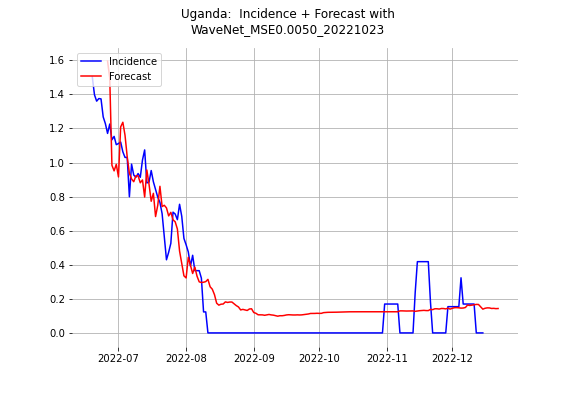 Uganda:  Incidence + Forecast with
WaveNet_MSE0.0050_20221023
1.6
1.4
1.2
1.0
0.8
0.6
0.4
0.2
0.0
Incidence
Forecast
2022-07 2022-08 2022-09 2022-10 2022-11 2022-12